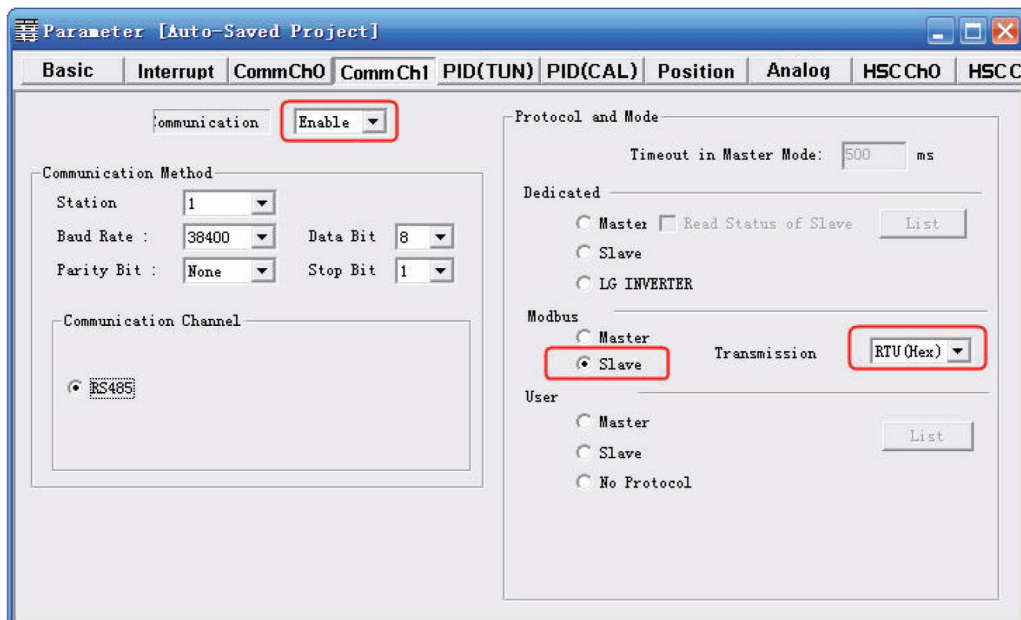 Parameter [Auto-Saved Project]
Basic Interrupt CommCh0 CommCh1 PID(TUN) PID(CAL) Position Analog HSCCh0 HSCC
ommunication Enable
Communication Method
Station 1
Baud Rate : 38400 Data Bit 8
Parity Bit : None Stop Bit 1
Communication Channel
RS485
Protocol and Mode
Timeout in Master Mode: 500 ms
Dedicated
Master Read Status of Slave List
Slave
LG INVERTER
Modbus
Master
Slave
Transmission RTU(Hex)
User
Master
List
Slave
No Protocol